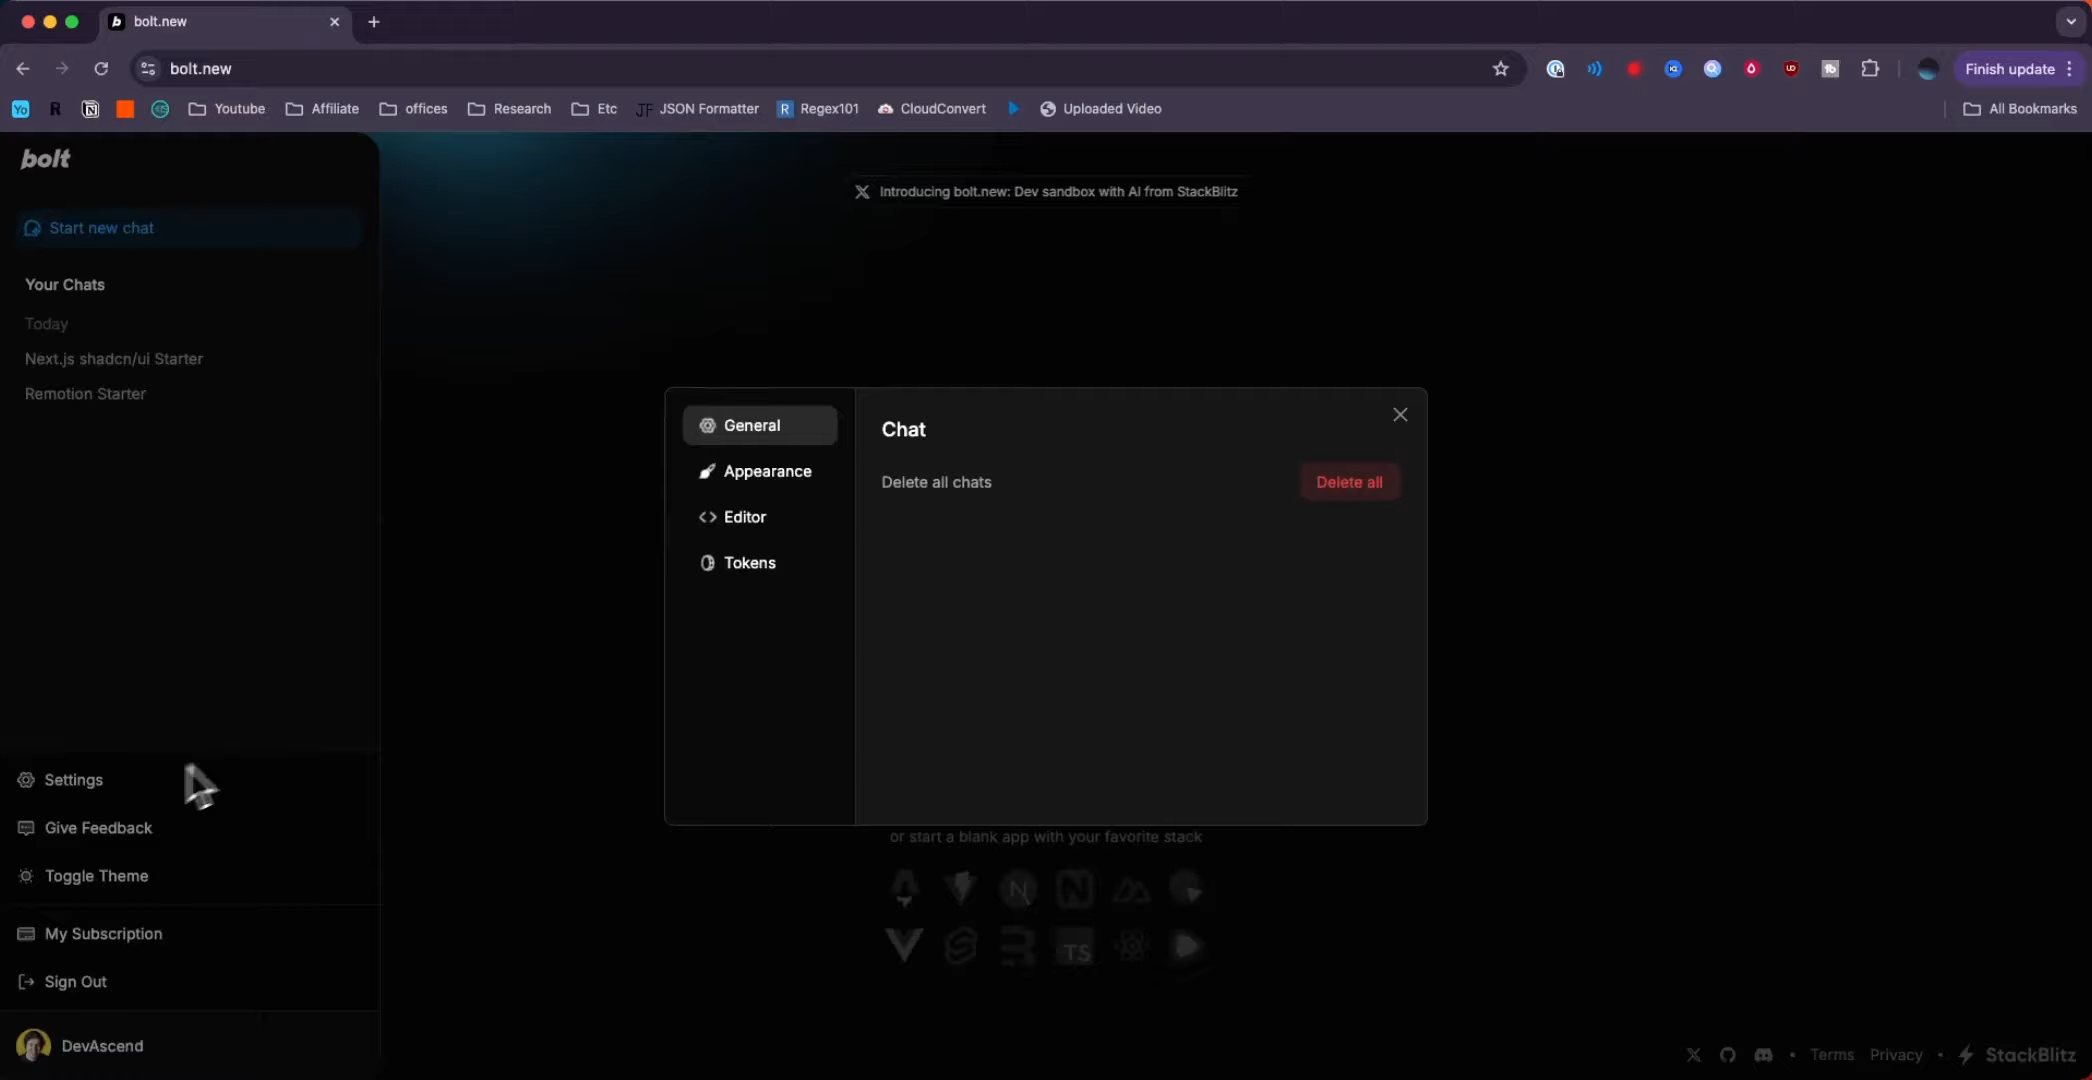 bolt.new
bolt.new
Finish update
Yo
R
Youtube
Affiliate
offices
Research
Etc
JF JSON Formatter
R Regex101
CloudConvert
Uploaded Video
All Bookmarks
bolt
Introducing bolt.new: Dev sandbox with AI from StackBlitz
Start new chat
Your Chats
Today
Next.js shadcn/ui Starter
Remotion Starter
General
Appearance
Editor
Tokens
Chat
Delete all chats
Delete all
or start a blank app with your favorite stack
N
TS
Settings
Give Feedback
Toggle Theme
My Subscription
Sign Out
DevAscend
Terms
Privacy
StackBlitz